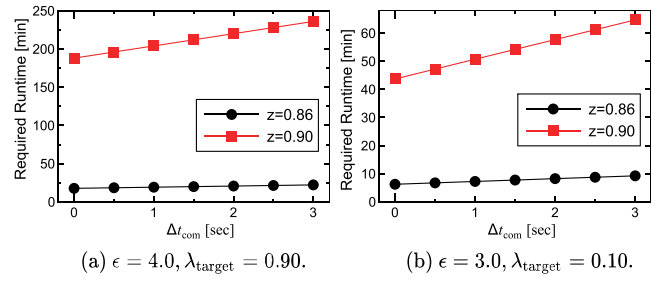 Required Runtime [min]
250
200
150
100
50
0
z=0.86
z=0.90
0
1
2
3
Δt_com [sec]
(a) ϵ = 4.0, λ_target = 0.90.
Required Runtime [min]
60
50
40
30
20
10
0
z=0.86
z=0.90
0
1
2
3
Δt_com [sec]
(b) ϵ = 3.0, λ_target = 0.10.